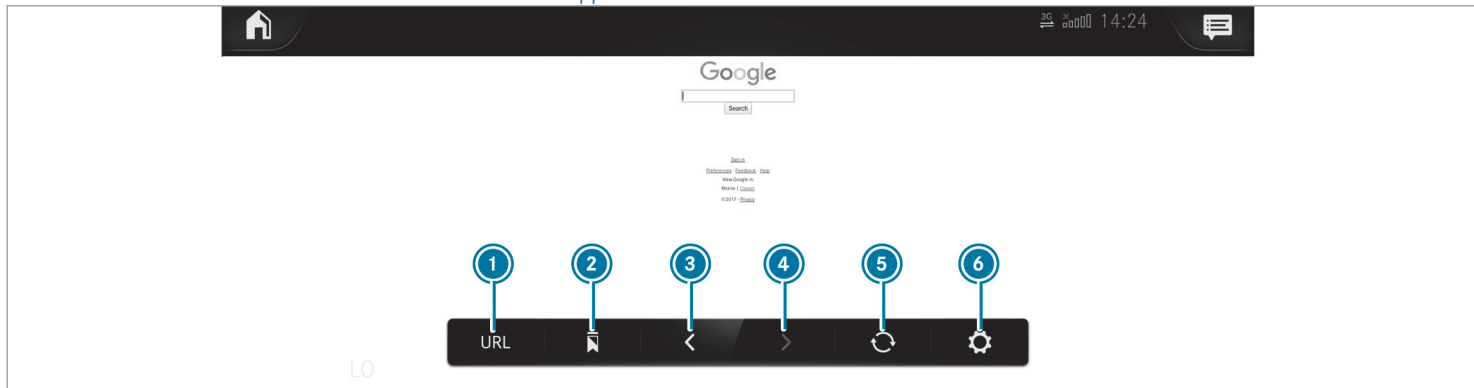 3G 14:24
Google
Search
Sign in
Preferences - Feedback - Help
View Google in:
Mobile | Classic
©2017 - Privacy
1 2 3 4 5 6
URL
LO